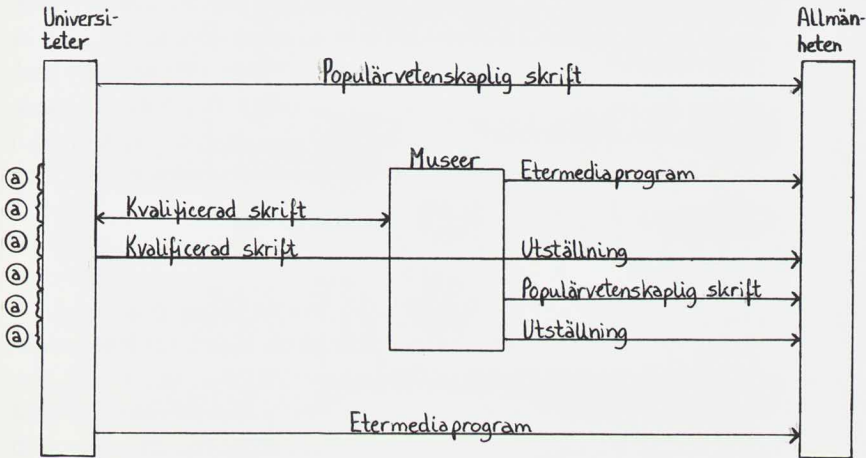 Universi-
teter
Allmän-
heten
Populärvetenskaplig skrift
Museer
Etermediaprogram
a
a
Kvalificerad skrift
a
Kvalificerad skrift
Utställning
a
Populärvetenskaplig skrift
a
Utställning
a
Etermediaprogram